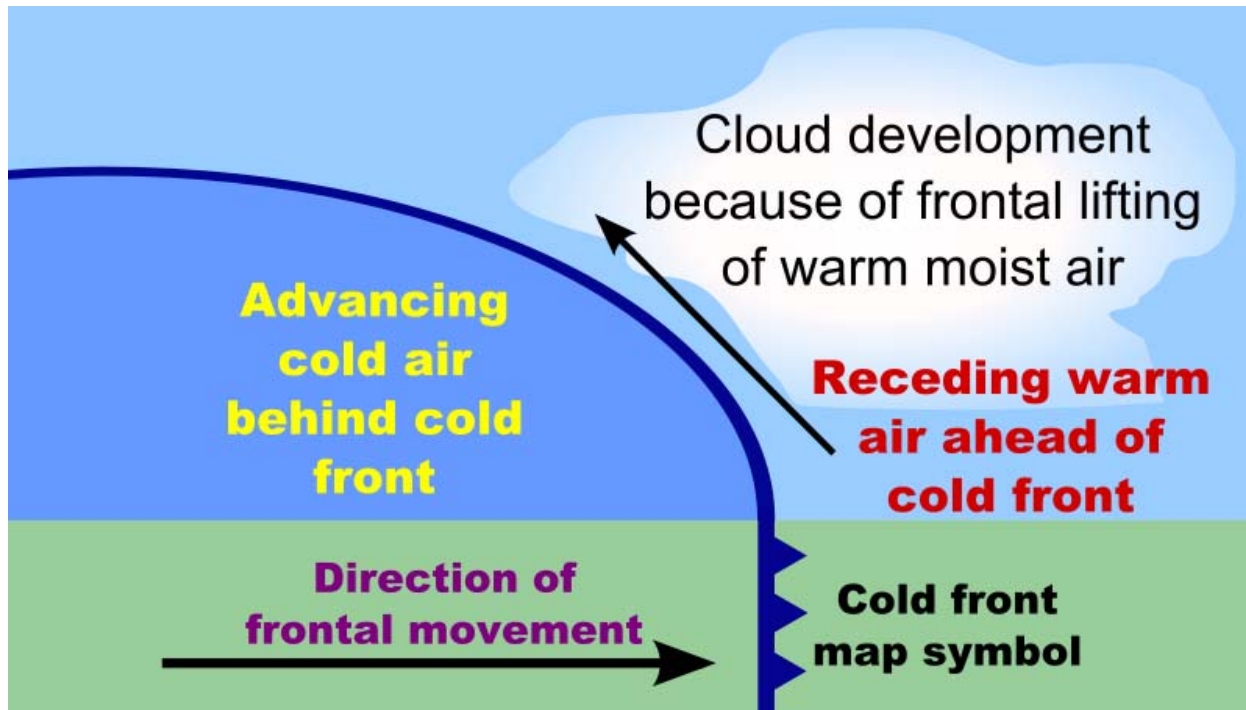 Cloud development
because of frontal lifting
of warm moist air
Advancing
cold air
behind cold
front
Receding warm
air ahead of
cold front
Direction of
frontal movement
Cold front
map symbol